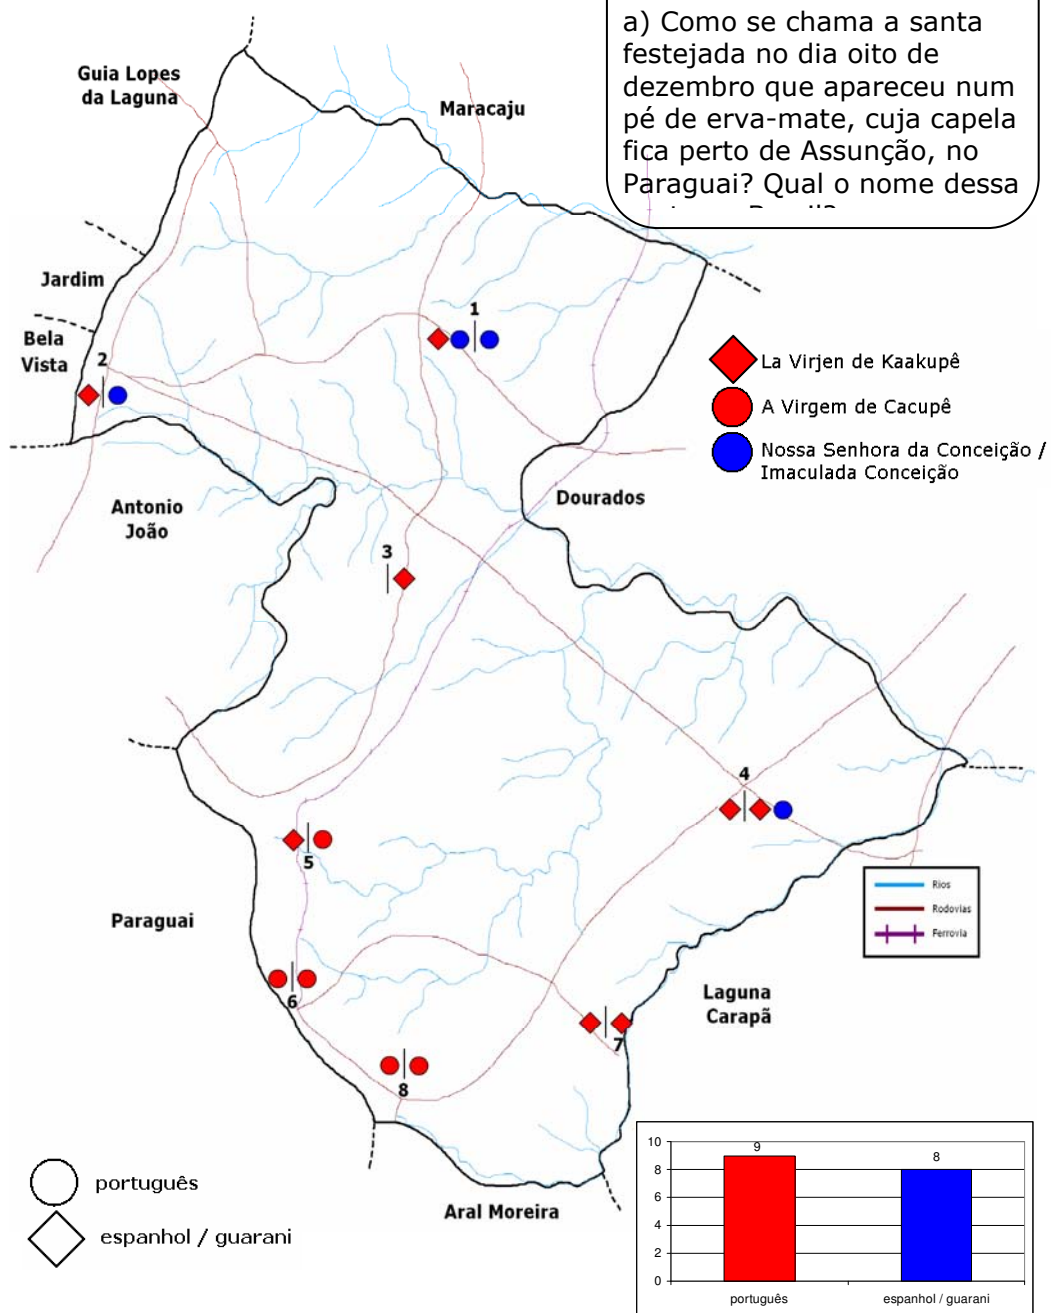 a) Como se chama a santa
festejada no dia oito de
dezembro que apareceu num
pé de erva-mate, cuja capela
fica perto de Assunção, no
Paraguai? Qual o nome dessa
Guia Lopes
da Laguna
Maracaju
Jardim
Bela
Vista
1
2
La Virjen de Kaakupê
A Virgem de Cacupê
Nossa Senhora da Conceição /
Imaculada Conceição
Antonio
João
Dourados
3
4
5
Paraguai
Rios
Rodovias
Ferrovia
6
Laguna
Carapã
7
8
português
espanhol / guarani
Aral Moreira
10
8
6
4
2
0
9
8
português
espanhol / guarani